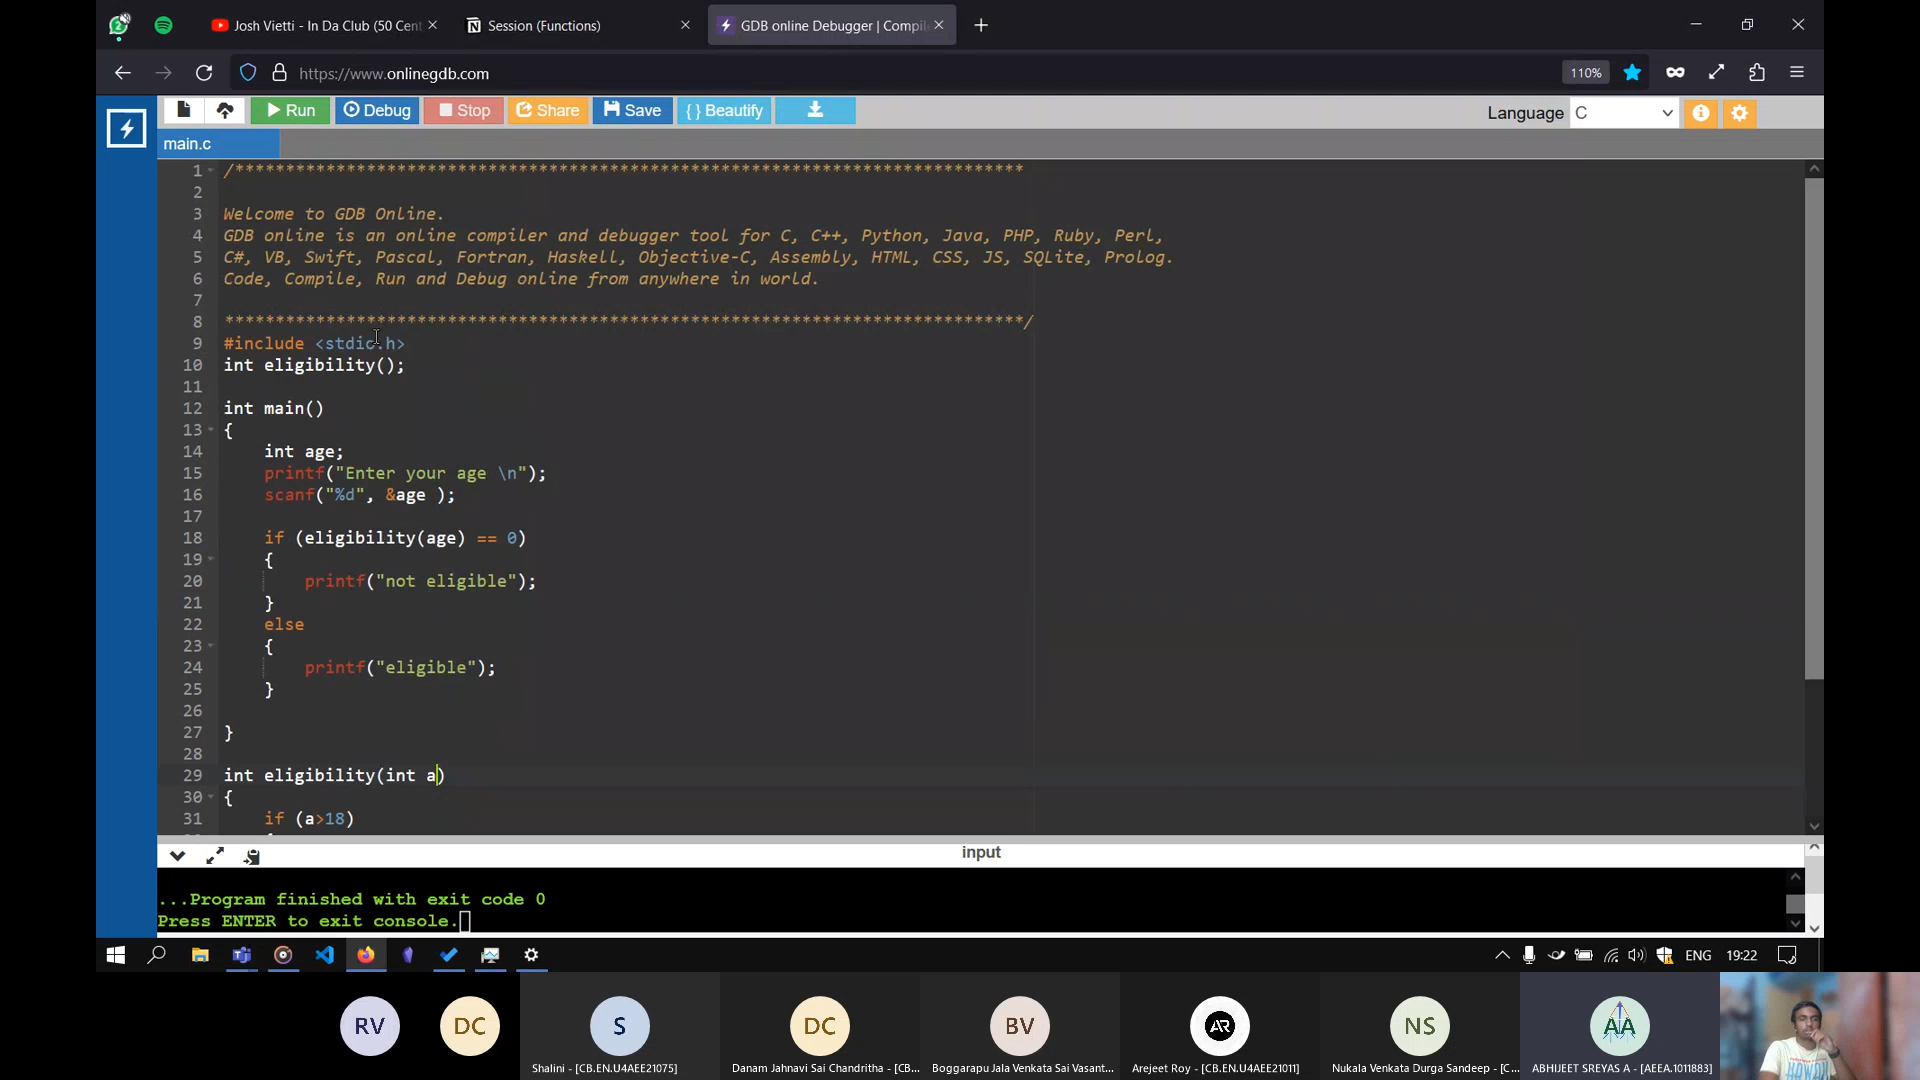 Josh Vietti - In Da Club (50 Cent
Session (Functions)
GDB online Debugger | Compil
https://www.onlinegdb.com
110%
Run
Debug
Stop
Share
Save
{ } Beautify
Language C
main.c
1 /******************************************************************************
2
3 Welcome to GDB Online.
4 GDB online is an online compiler and debugger tool for C, C++, Python, Java, PHP, Ruby, Perl,
5 C#, VB, Swift, Pascal, Fortran, Haskell, Objective-C, Assembly, HTML, CSS, JS, SQLite, Prolog.
6 Code, Compile, Run and Debug online from anywhere in world.
7
8 *******************************************************************************/
9 #include <stdio.h>
10 int eligibility();
11
12 int main()
13 {
14 int age;
15 printf("Enter your age \n");
16 scanf("%d", &age );
17
18 if (eligibility(age) == 0)
19 {
20 printf("not eligible");
21 }
22 else
23 {
24 printf("eligible");
25 }
26
27 }
28
29 int eligibility(int a)
30 {
31 if (a>18)
input
...Program finished with exit code 0
Press ENTER to exit console.
ENG 19:22
RV
DC
S
DC
BV
AR
NS
AA
Shalini - [CB.EN.U4AEE21075]
Danam Jahnavi Sai Chandritha - [CB...
Boggarapu Jala Venkata Sai Vasant...
Arejeet Roy - [CB.EN.U4AEE21011]
Nukala Venkata Durga Sandeep - [C...
ABHIJEET SREYAS A - [AEEA.1011883]